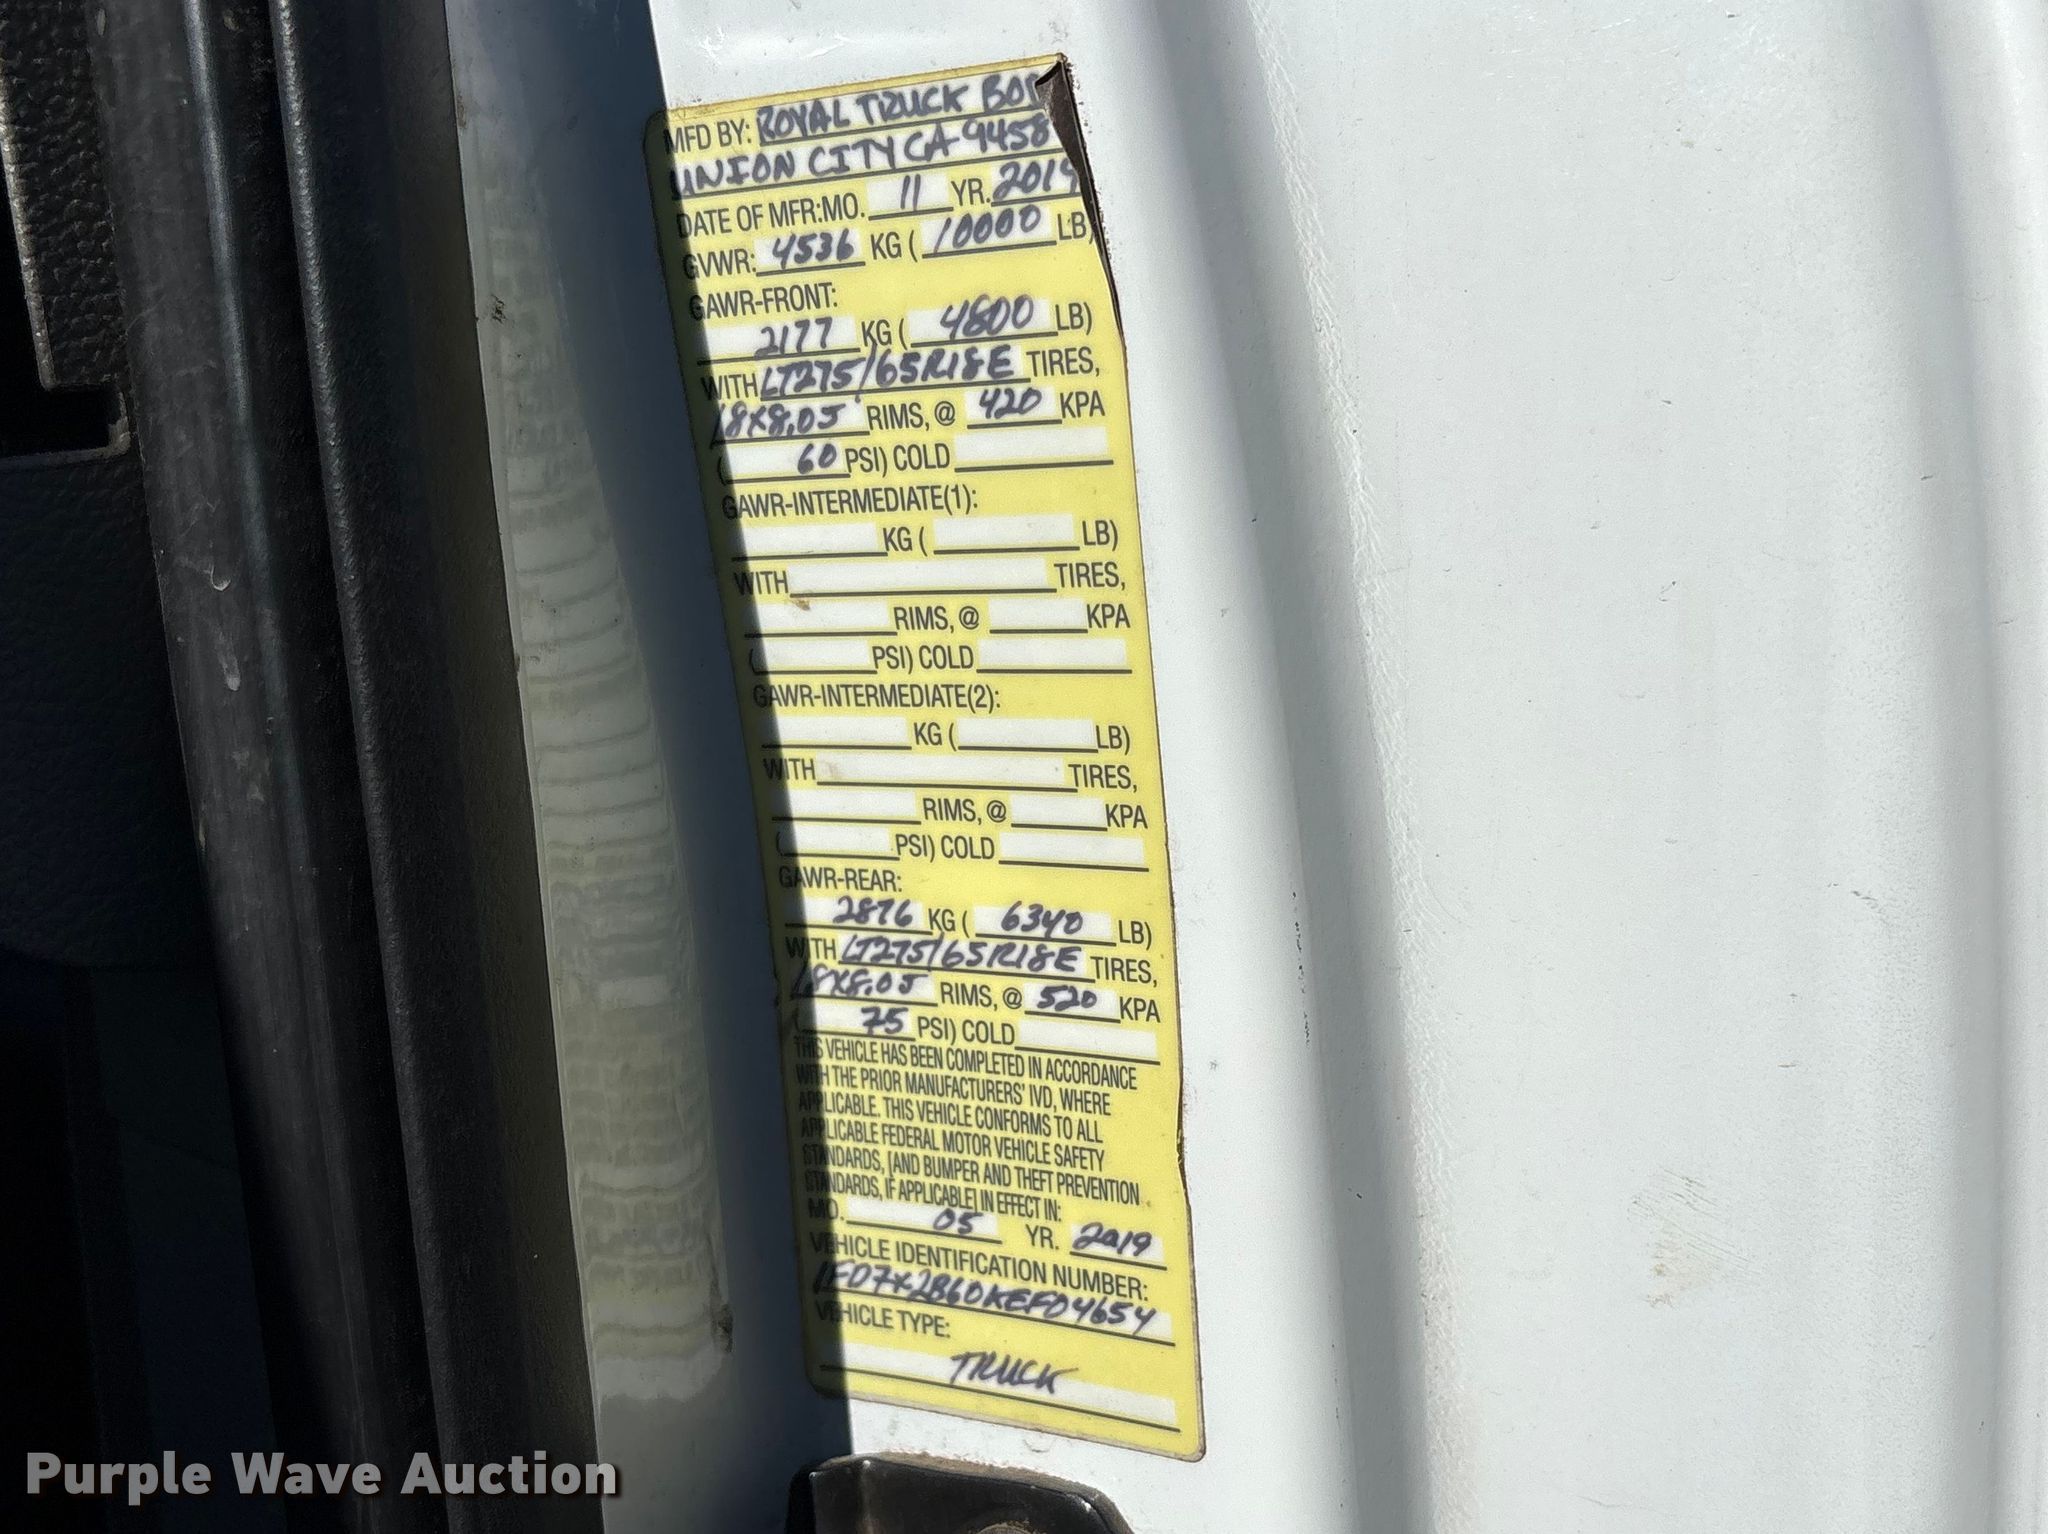 MFD BY: ROYAL TRUCK BOD
UNION CITY CA 9458
DATE OF MFR:MO. 11 YR. 2019
GVWR: 4536 KG ( 10000 LB)
GAWR-FRONT:
2177 KG ( 4800 LB)
WITH LT275/65R18E TIRES,
18X8.0J RIMS, @ 420 KPA
( 60 PSI) COLD
GAWR-INTERMEDIATE(1):
KG ( LB)
WITH TIRES,
RIMS, @ KPA
( PSI) COLD
GAWR-INTERMEDIATE(2):
KG ( LB)
WITH TIRES,
RIMS, @ KPA
( PSI) COLD
GAWR-REAR:
2876 KG ( 6340 LB)
WITH LT275/65R18E TIRES,
18X8.0J RIMS, @ 520 KPA
( 75 PSI) COLD
THIS VEHICLE HAS BEEN COMPLETED IN ACCORDANCE
WITH THE PRIOR MANUFACTURERS' IVD, WHERE
APPLICABLE. THIS VEHICLE CONFORMS TO ALL
APPLICABLE FEDERAL MOTOR VEHICLE SAFETY
STANDARDS, [AND BUMPER AND THEFT PREVENTION
STANDARDS, IF APPLICABLE] IN EFFECT IN:
MO. 05 YR. 2019
VEHICLE IDENTIFICATION NUMBER:
1FD7X2B60KEF04654
VEHICLE TYPE:
TRUCK
Purple Wave Auction